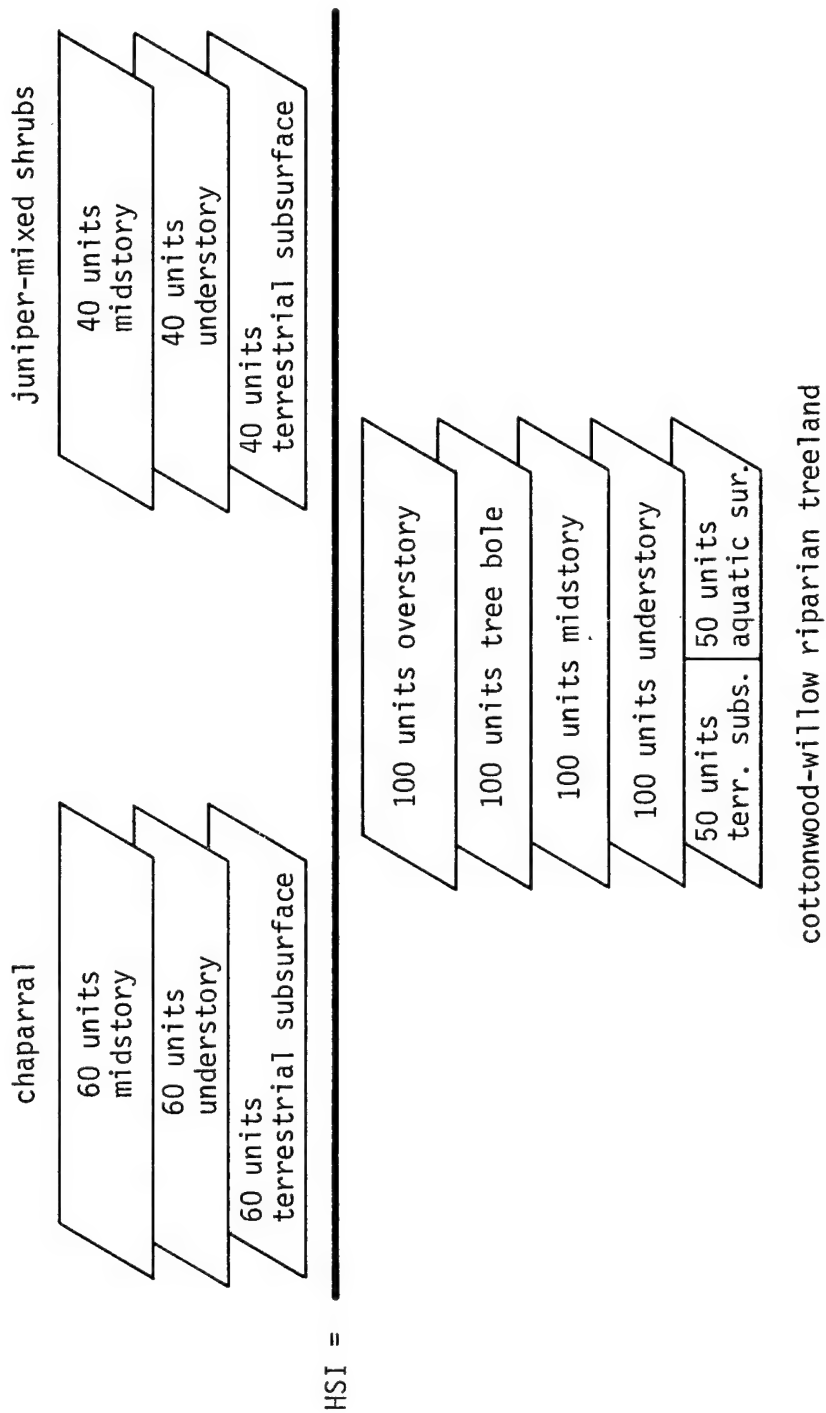 chaparral
60 units
midstory
60 units
understory
60 units
terrestrial subsurface
juniper-mixed shrubs
40 units
midstory
40 units
understory
40 units
terrestrial subsurface
HSI =
100 units overstory
100 units tree bole
100 units midstory
100 units understory
50 units
terr. subs.
50 units
aquatic sur.
cottonwood-willow riparian treeland